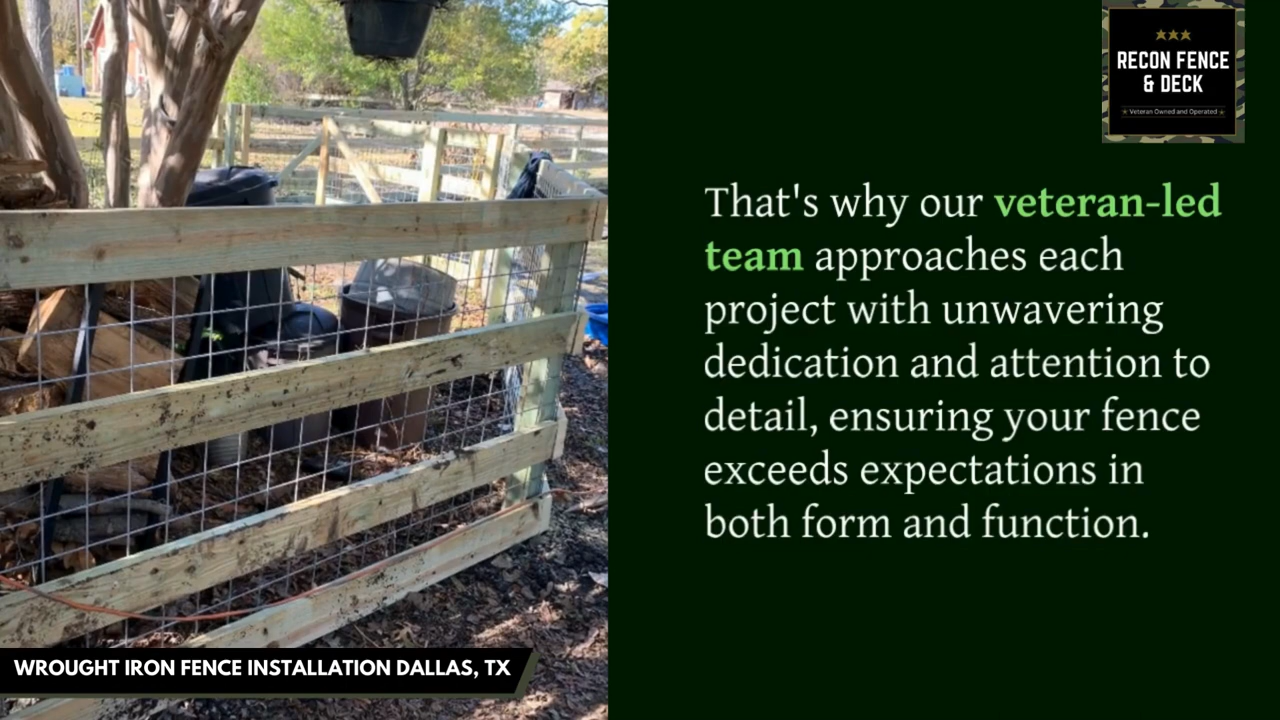 RECON FENCE
& DECK
Veteran Owned and Operated
That's why our veteran-led
team approaches each
project with unwavering
dedication and attention to
detail, ensuring your fence
exceeds expectations in
both form and function.
WROUGHT IRON FENCE INSTALLATION DALLAS, TX